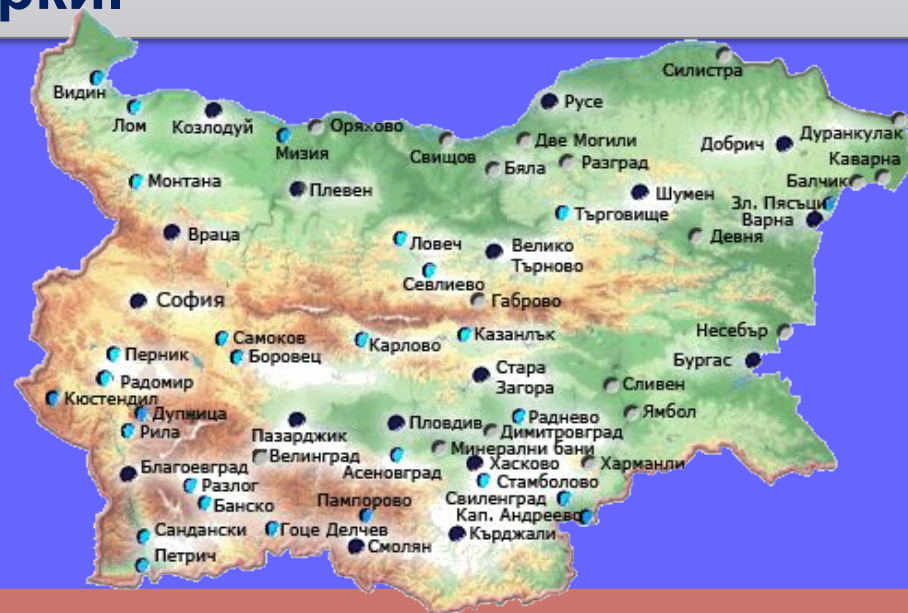 Силистра
Видин
Русе
Лом
Козлодуй
Оряхово
Мизия
Свищов
Две Могили
Добрич
Дуранкулак
Каварна
Бяла
Разград
Монтана
Плевен
Балчик
Шумен
Зл. Пясъци
Търговище
Варна
Враца
Девня
Ловеч
Велико
Търново
Севлиево
София
Габрово
Несебър
Самоков
Карлово
Казанлък
Перник
Боровец
Бургас
Стара
Загора
Радомир
Сливен
Кюстендил
Дупница
Ямбол
Рила
Пазарджик
Пловдив
Раднево
Димитровград
Минерални бани
Велинград
Благоевград
Асеновград
Хасково
Харманли
Разлог
Стамболово
Банско
Пампорово
Свиленград
Кап. Андреево
Сандански
Гоце Делчев
Кърджали
Смолян
Петрич